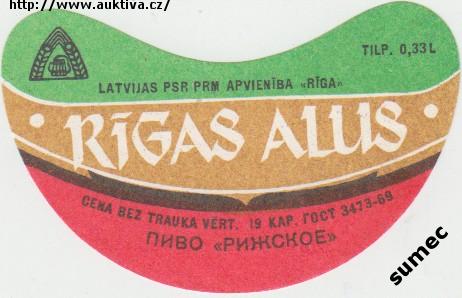 http://www.auktiva.cz/
TILP. 0,33 L
LATVIJAS PSR PRM APVIENĪBA «RĪGA»
• RĪGAS ALUS •
CENA BEZ TRAUKA VĒRT. 19 КАР. ГОСТ 3473-69
ПИВО «РИЖСКОЕ»
sumec